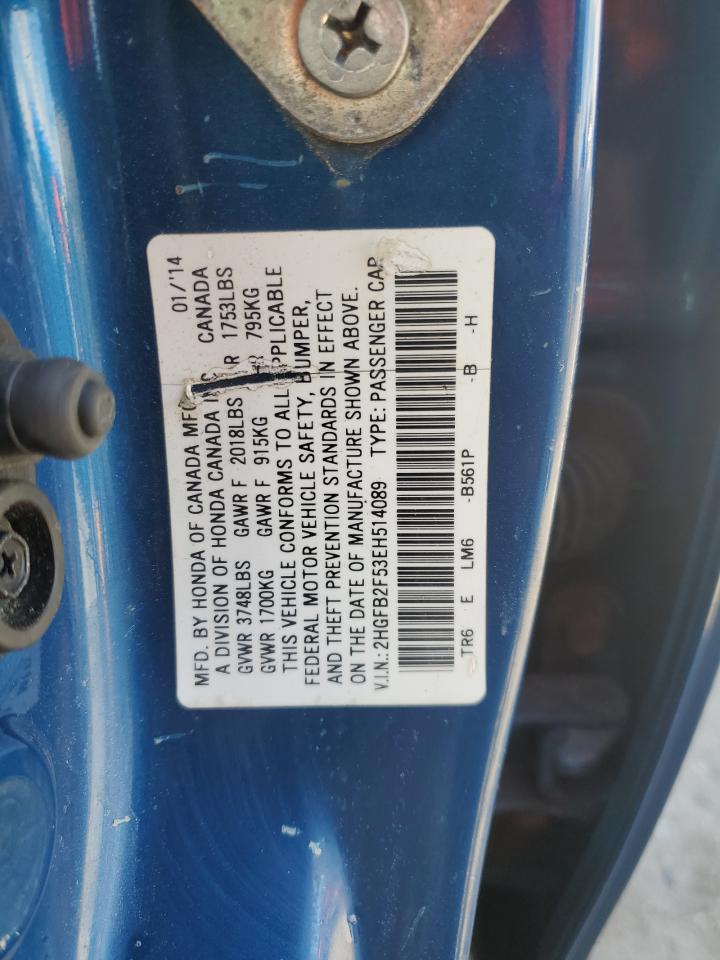 MFD. BY HONDA OF CANADA MFG CANADA 01/'14
A DIVISION OF HONDA CANADA
GVWR 3748LBS GAWR F 2018LBS R 1753LBS
GVWR 1700KG GAWR F 915KG R 795KG
THIS VEHICLE CONFORMS TO ALL APPLICABLE
FEDERAL MOTOR VEHICLE SAFETY, BUMPER,
AND THEFT PREVENTION STANDARDS IN EFFECT
ON THE DATE OF MANUFACTURE SHOWN ABOVE.
V.I.N.: 2HGFB2F53EH514089 TYPE: PASSENGER CAR
TR6 E LM6 -B561P -B -H